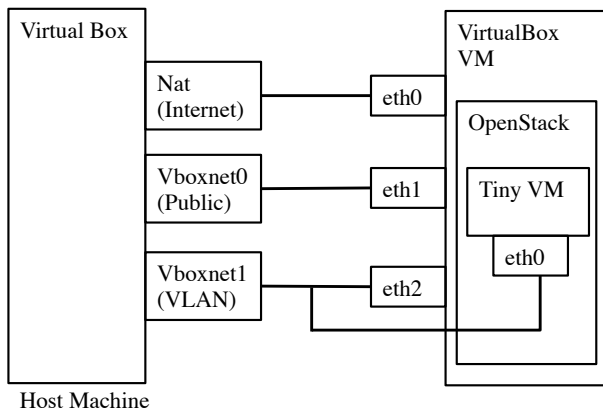 Virtual Box
Nat
(Internet)
Vboxnet0
(Public)
Vboxnet1
(VLAN)
Host Machine
eth0
eth1
eth2
VirtualBox
VM
OpenStack
Tiny VM
eth0